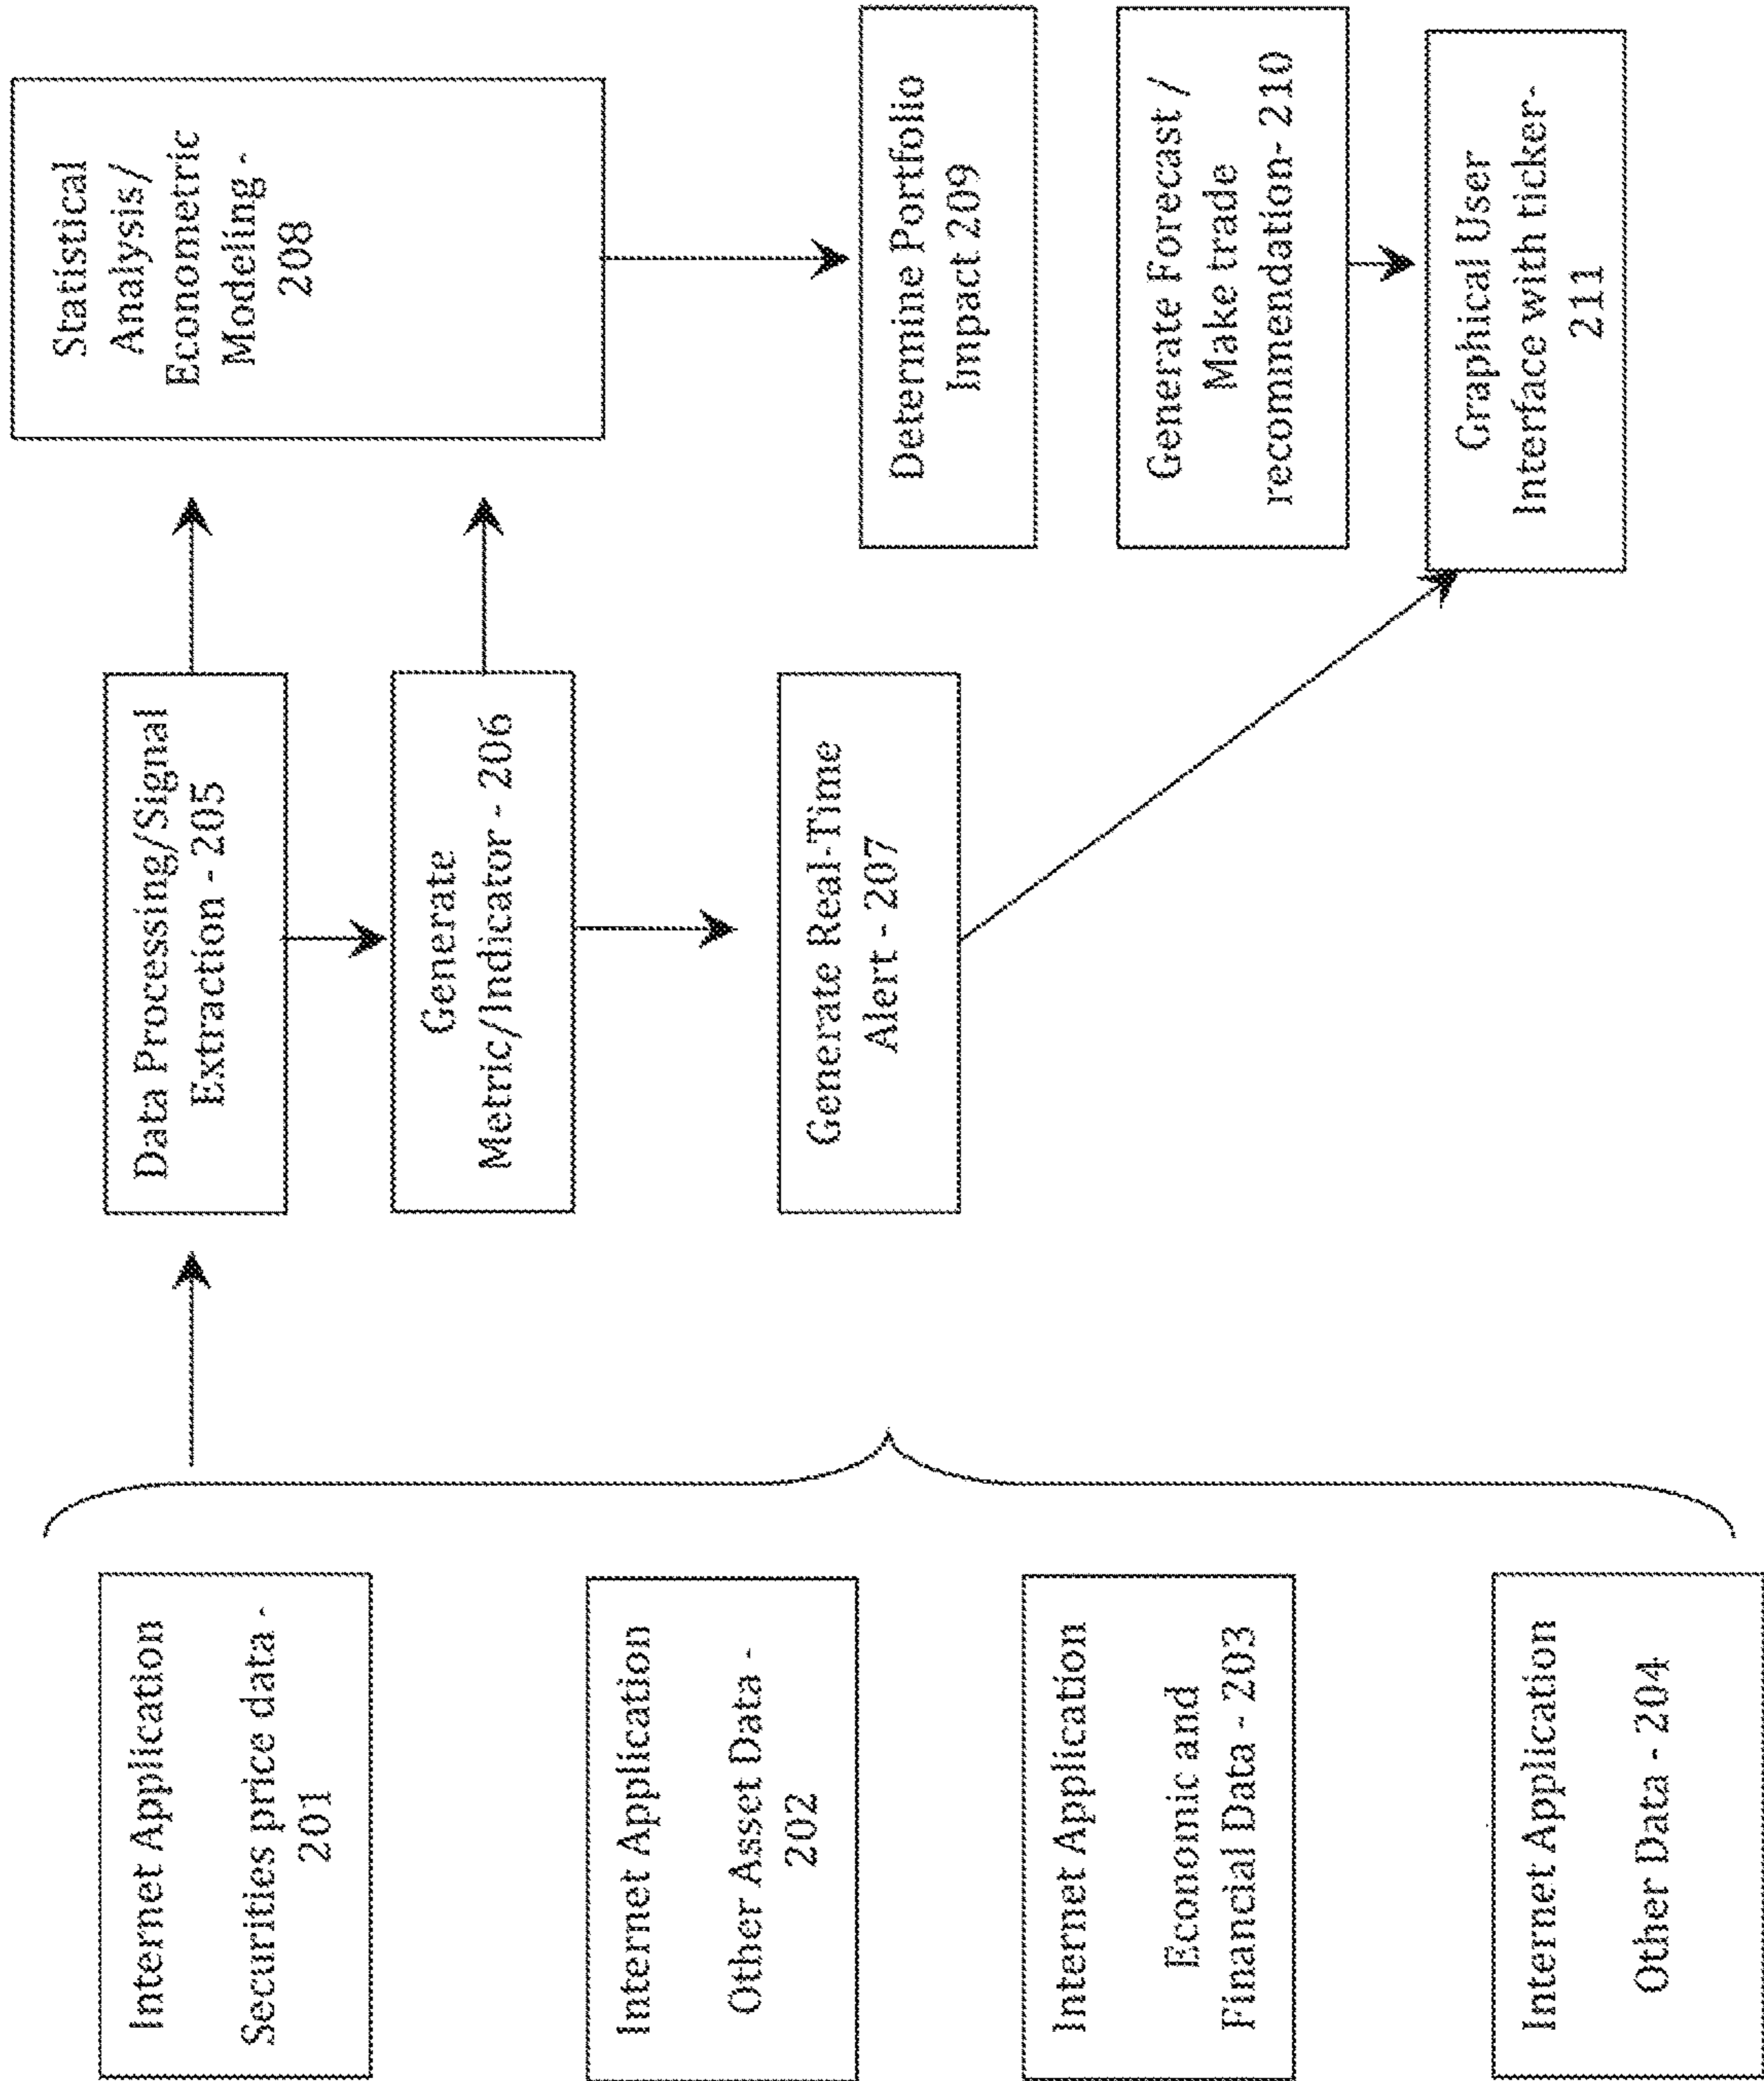 Internet Application
Securities price data -
201
Internet Application
Other Asset Data -
202
Internet Application
Economic and
Financial Data - 203
Internet Application
Other Data - 204
Data Processing/Signal
Extraction - 205
Generate
Metric/Indicator - 206
Generate Real-Time
Alert - 207
Statistical
Analysis/
Econometric
Modeling -
208
Determine Portfolio
Impact 209
Generate Forecast /
Make trade
recommendation- 210
Graphical User
Interface with ticker-
211